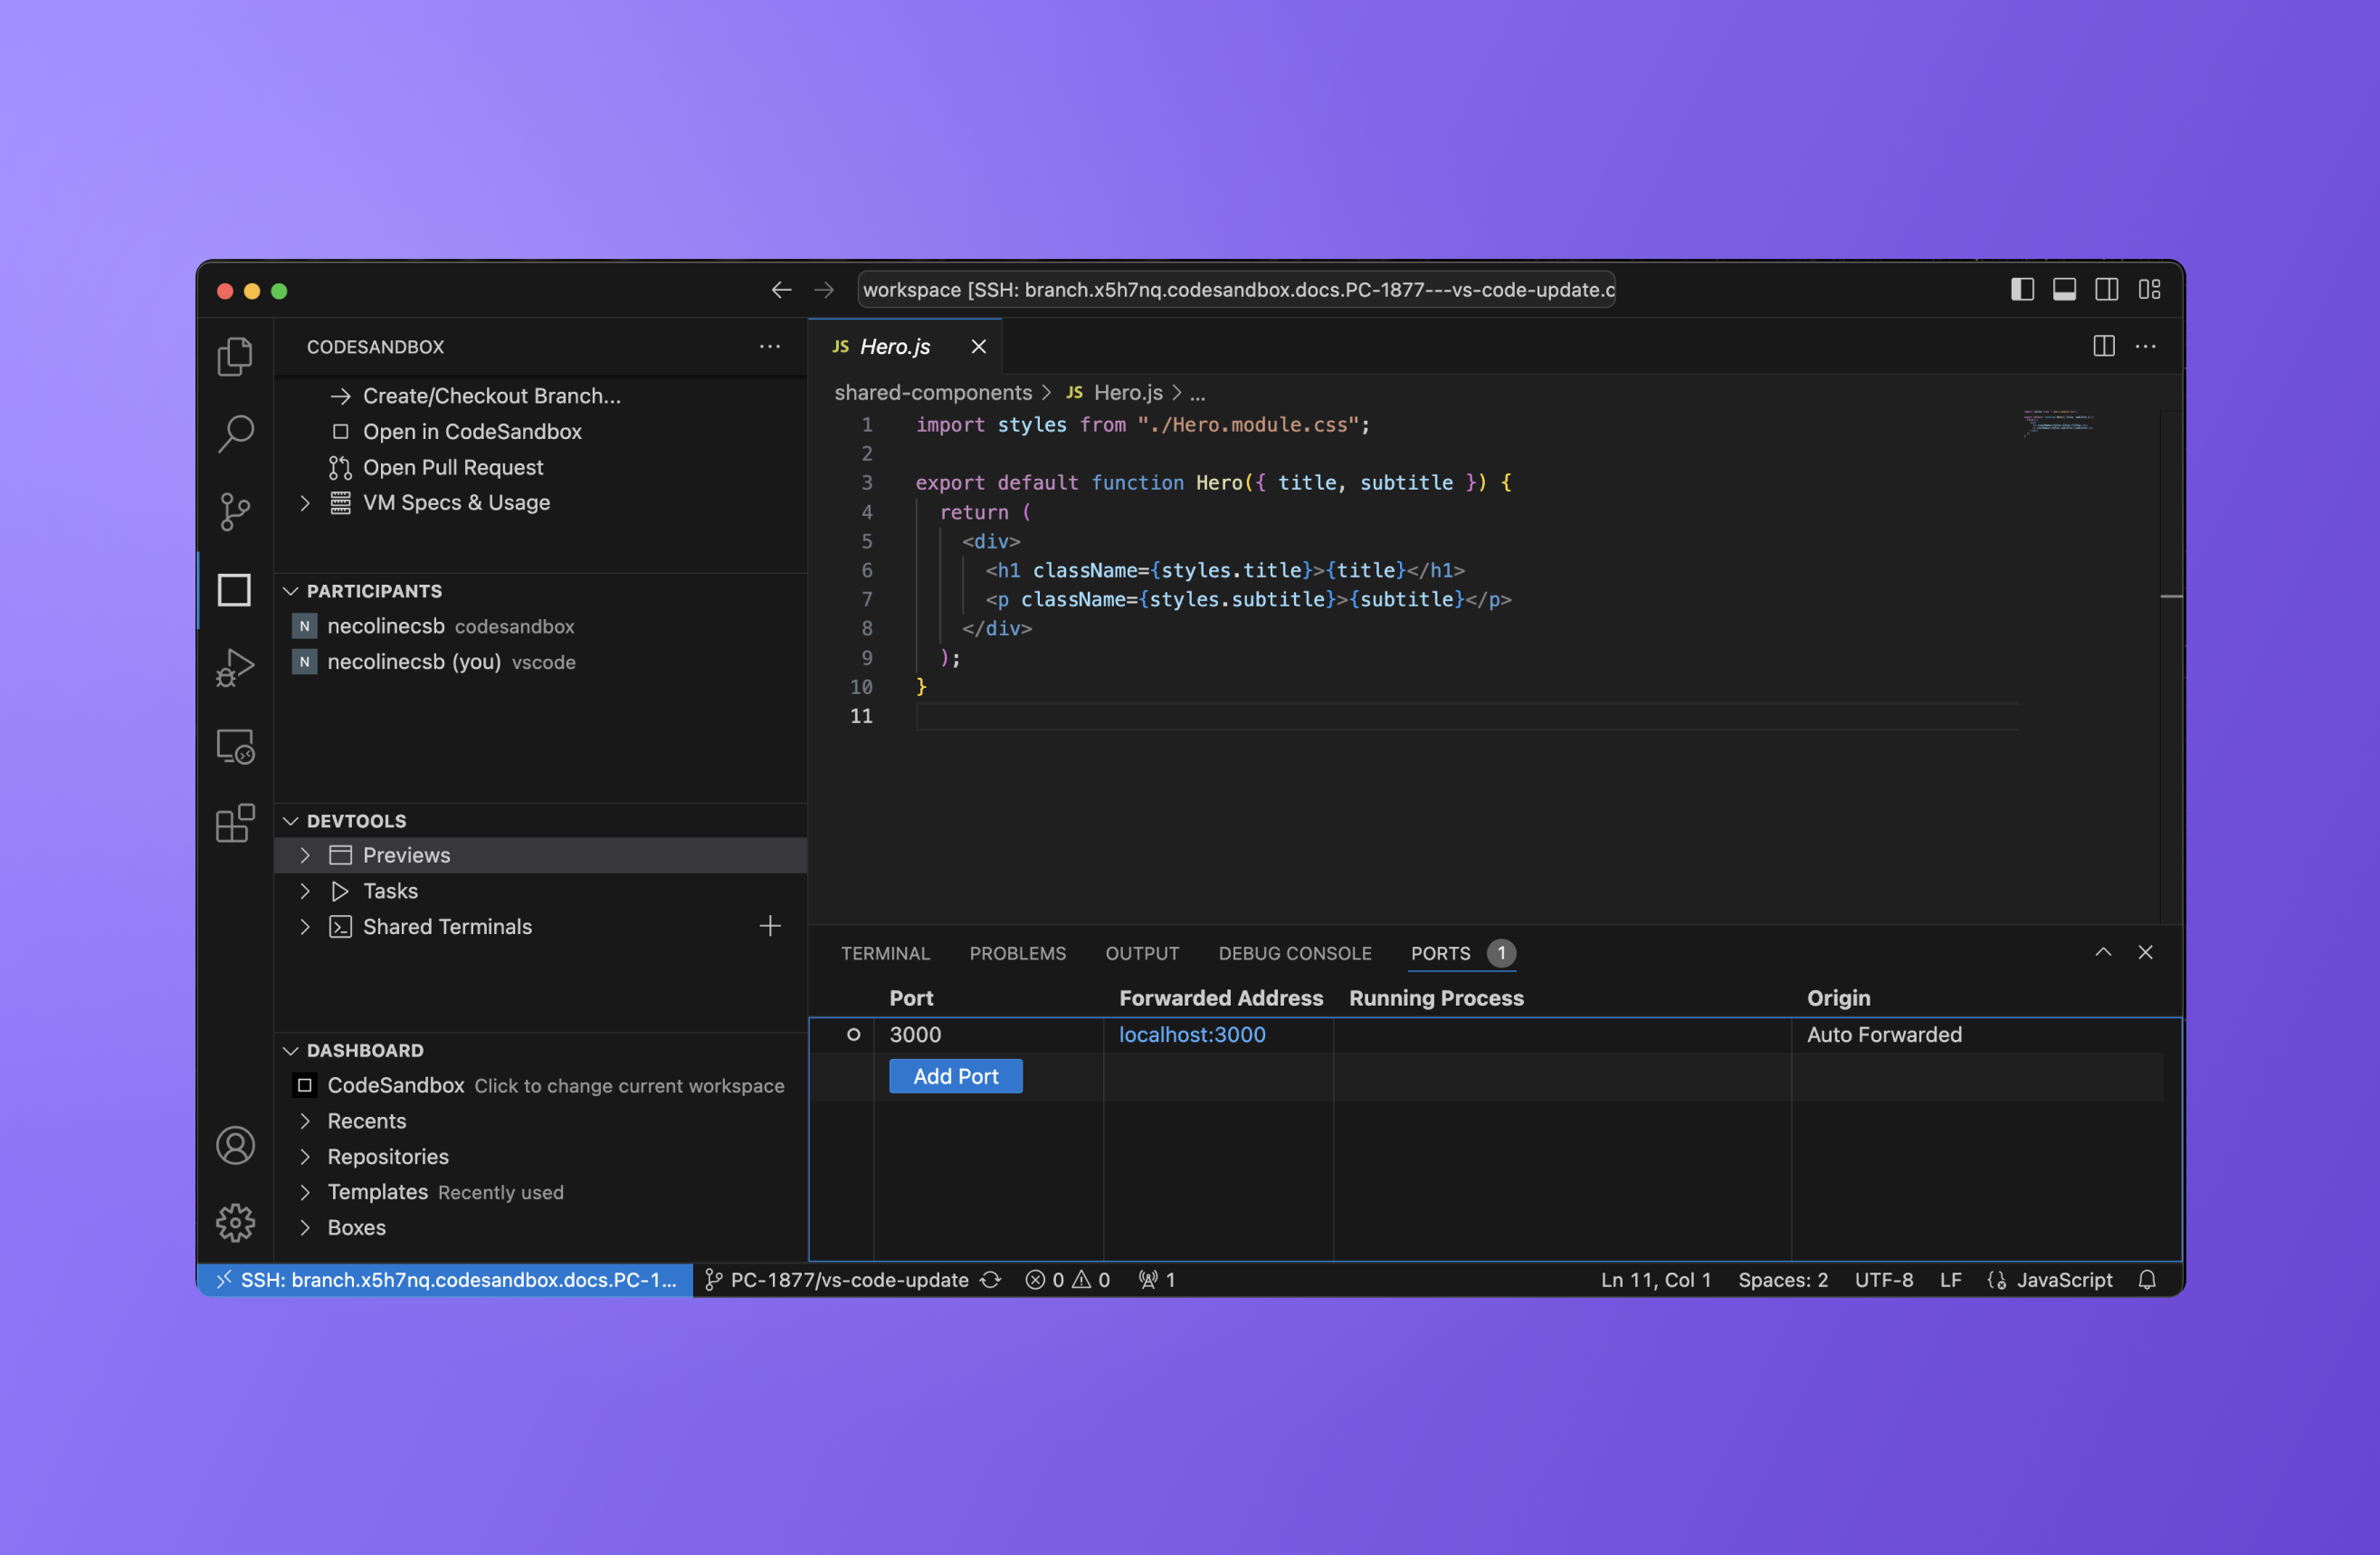 workspace [SSH: branch.x5h7nq.codesandbox.docs.PC-1877---vs-code-update.c
CODESANDBOX
Create/Checkout Branch...
Open in CodeSandbox
Open Pull Request
VM Specs & Usage
PARTICIPANTS
N necolinecsb codesandbox
N necolinecsb (you) vscode
DEVTOOLS
Previews
Tasks
Shared Terminals
DASHBOARD
CodeSandbox Click to change current workspace
Recents
Repositories
Templates Recently used
Boxes
JS Hero.js
shared-components > JS Hero.js > ...
1 import styles from "./Hero.module.css";
2
3 export default function Hero({ title, subtitle }) {
4 return (
5 <div>
6 <h1 className={styles.title}>{title}</h1>
7 <p className={styles.subtitle}>{subtitle}</p>
8 </div>
9 );
10 }
11
TERMINAL PROBLEMS OUTPUT DEBUG CONSOLE PORTS 1
Port Forwarded Address Running Process Origin
3000 localhost:3000 Auto Forwarded
Add Port
SSH: branch.x5h7nq.codesandbox.docs.PC-1... PC-1877/vs-code-update 0 0 1 Ln 11, Col 1 Spaces: 2 UTF-8 LF JavaScript